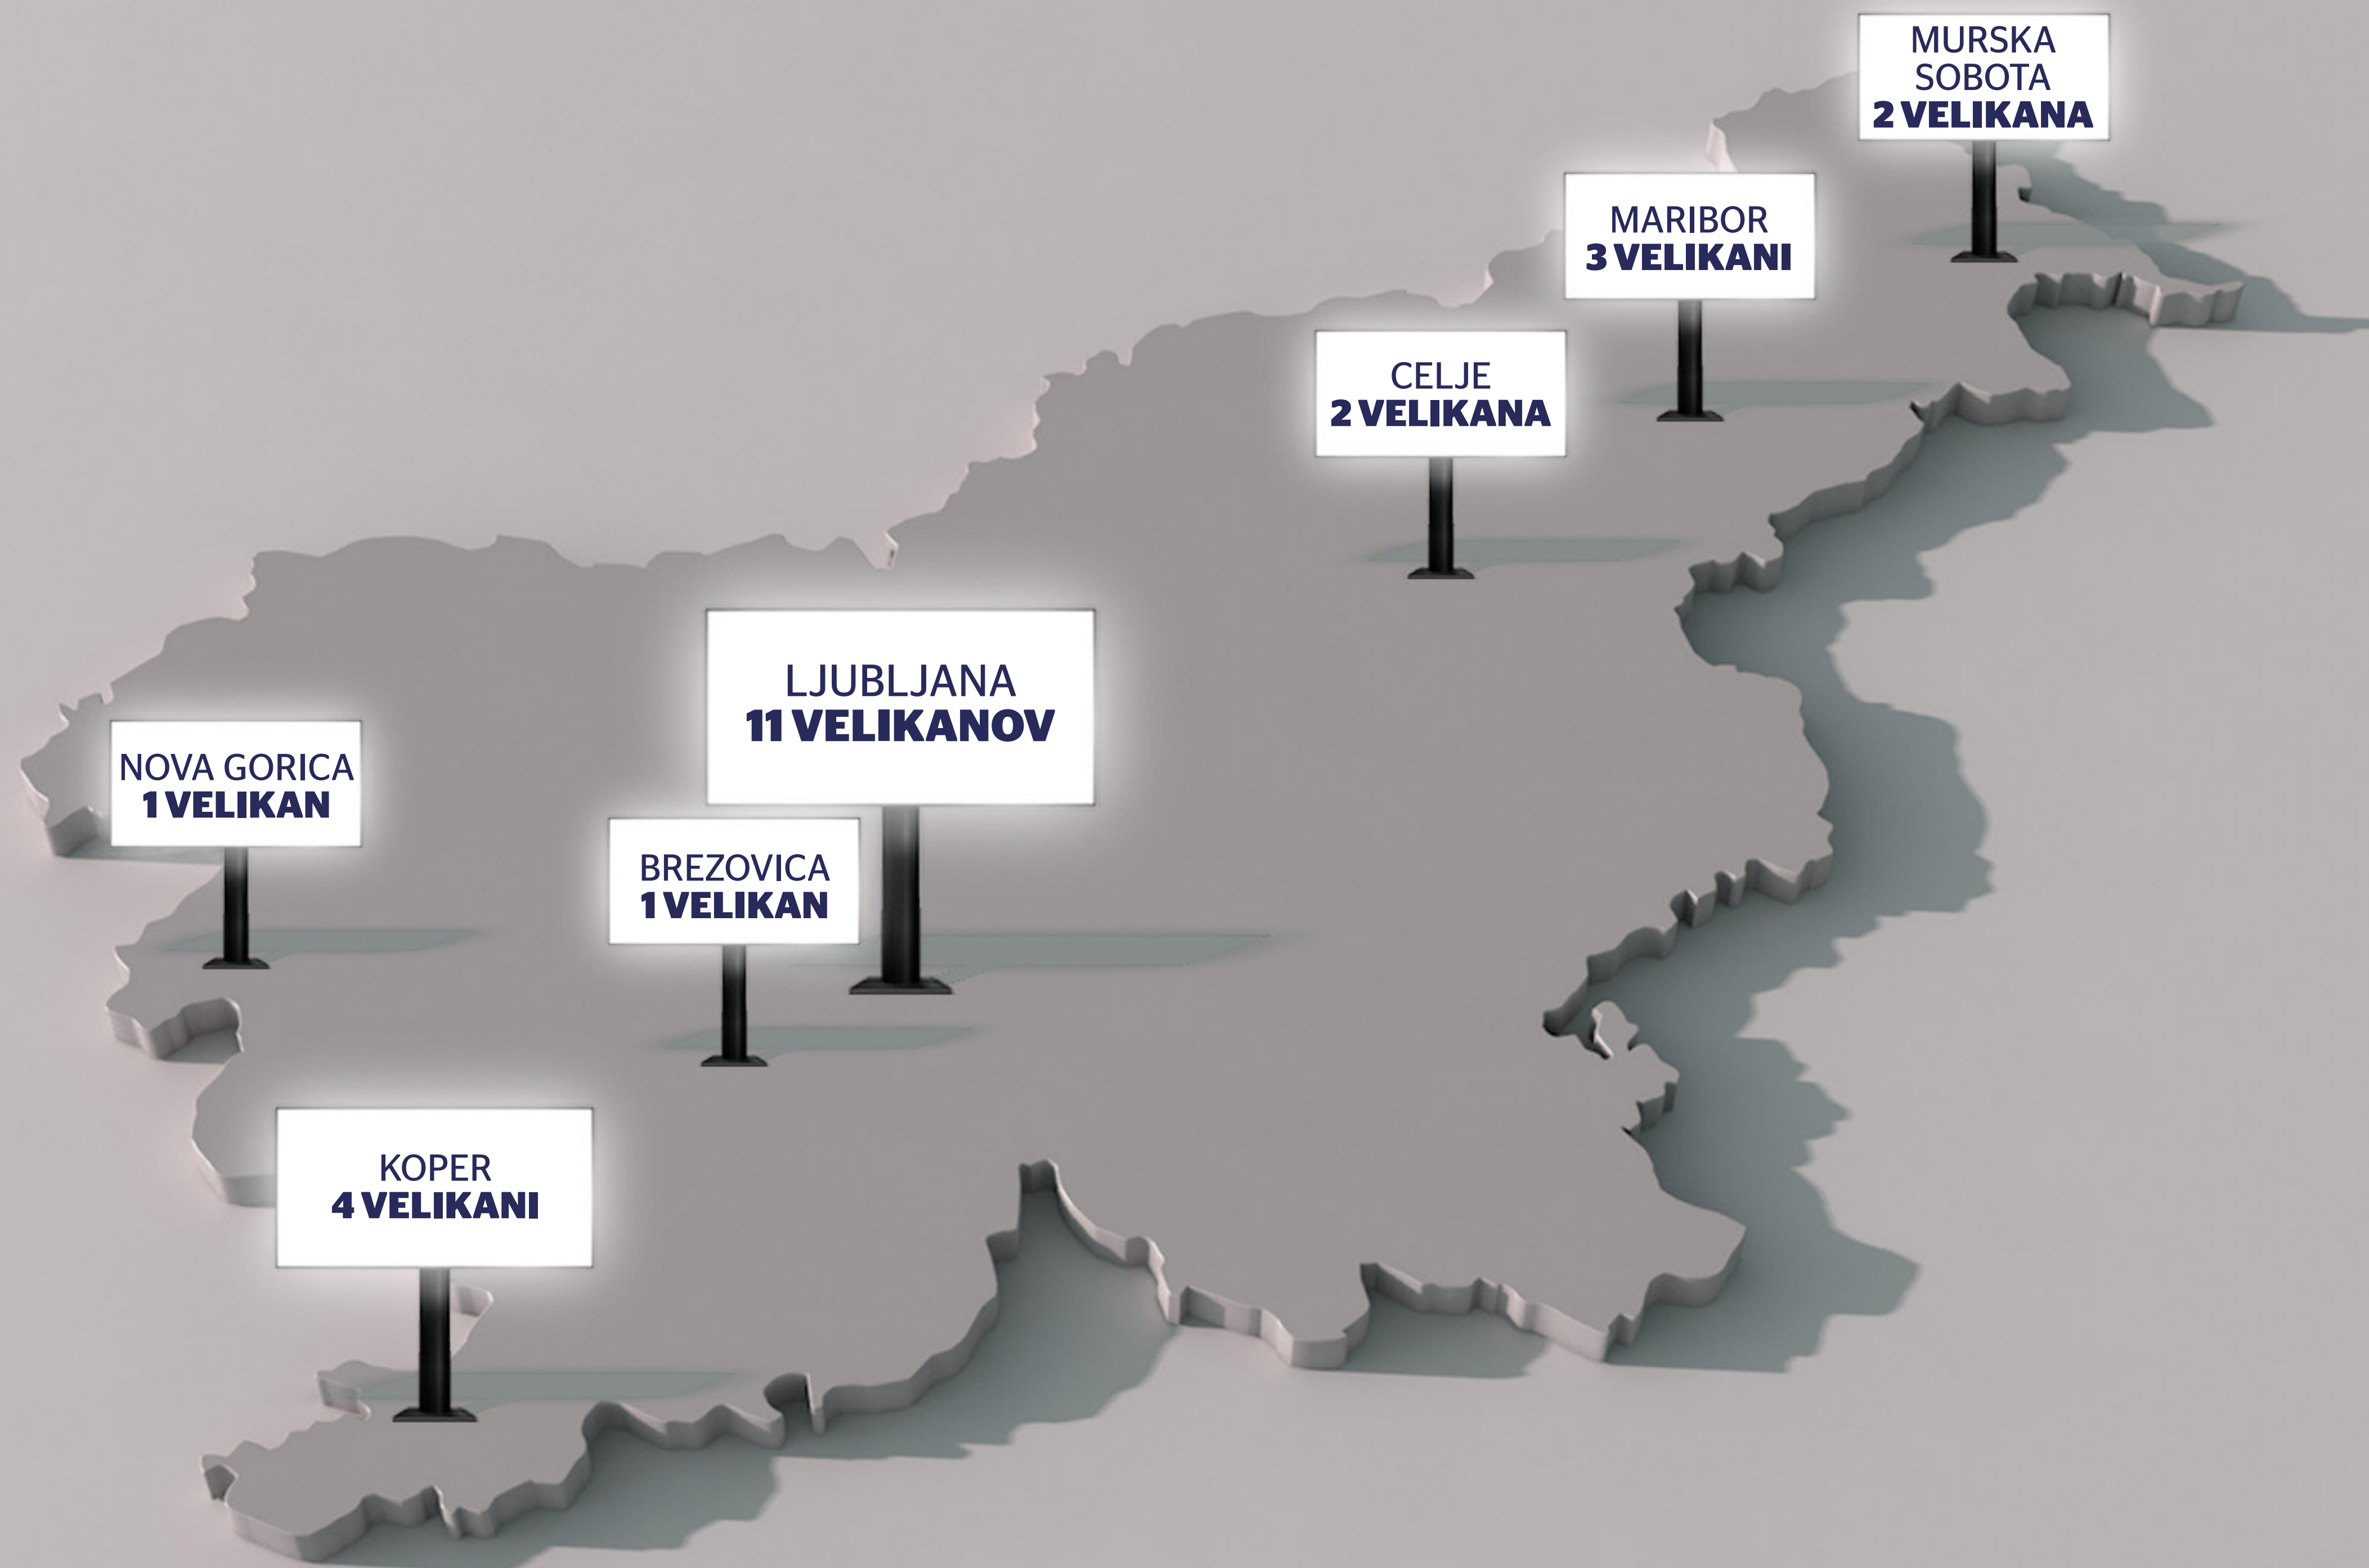 MURSKA
SOBOTA
2 VELIKANA
MARIBOR
3 VELIKANI
CELJE
2 VELIKANA
LJUBLJANA
11 VELIKANOV
NOVA GORICA
1 VELIKAN
BREZOVICA
1 VELIKAN
KOPER
4 VELIKANI